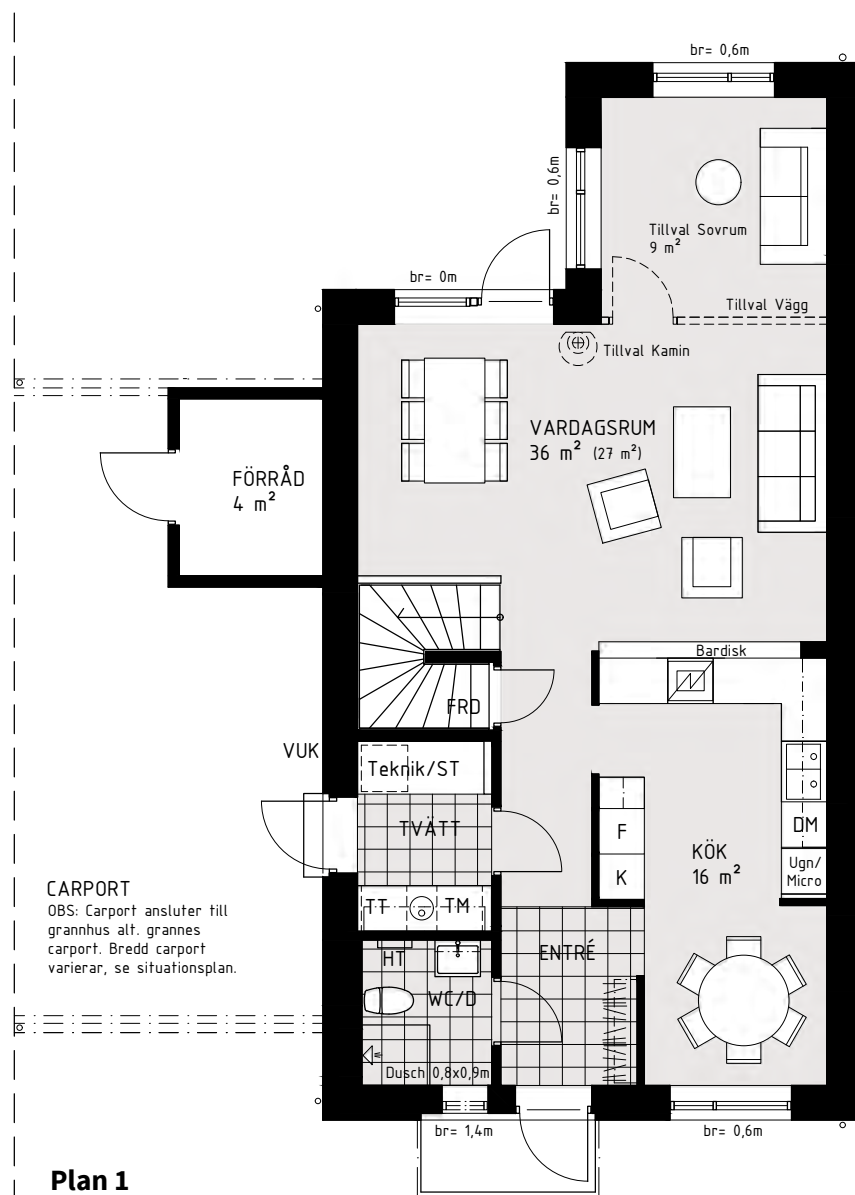 br= 0,6m
br= 0,6m
Tillval Sovrum
9 m²
br= 0m
Tillval Vägg
Tillval Kamin
VARDAGSRUM
36 m² (27 m²)
FÖRRÅD
4 m²
Bardisk
FRD
VUK
Teknik/ST
TVÄTT
F
DM
KÖK
16 m²
Ugn/
Micro
K
CARPORT
OBS: Carport ansluter till
grannhus alt. grannes
carport. Bredd carport
varierar, se situationsplan.
TT
TM
ENTRÉ
HT
WC/D
Dusch 0,8x0,9m
br= 1,4m
br= 0,6m
Plan 1